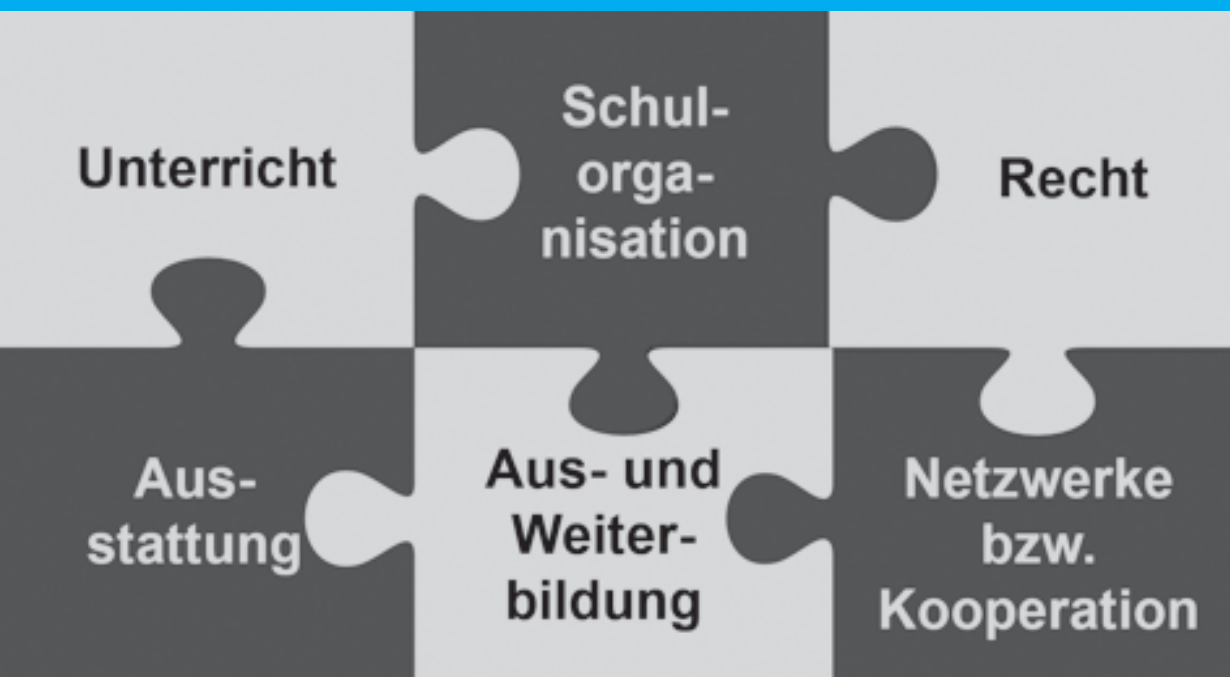 Unterricht
Schul-
orga-
nisation
Recht
Aus-
stattung
Aus- und
Weiter-
bildung
Netzwerke
bzw.
Kooperation